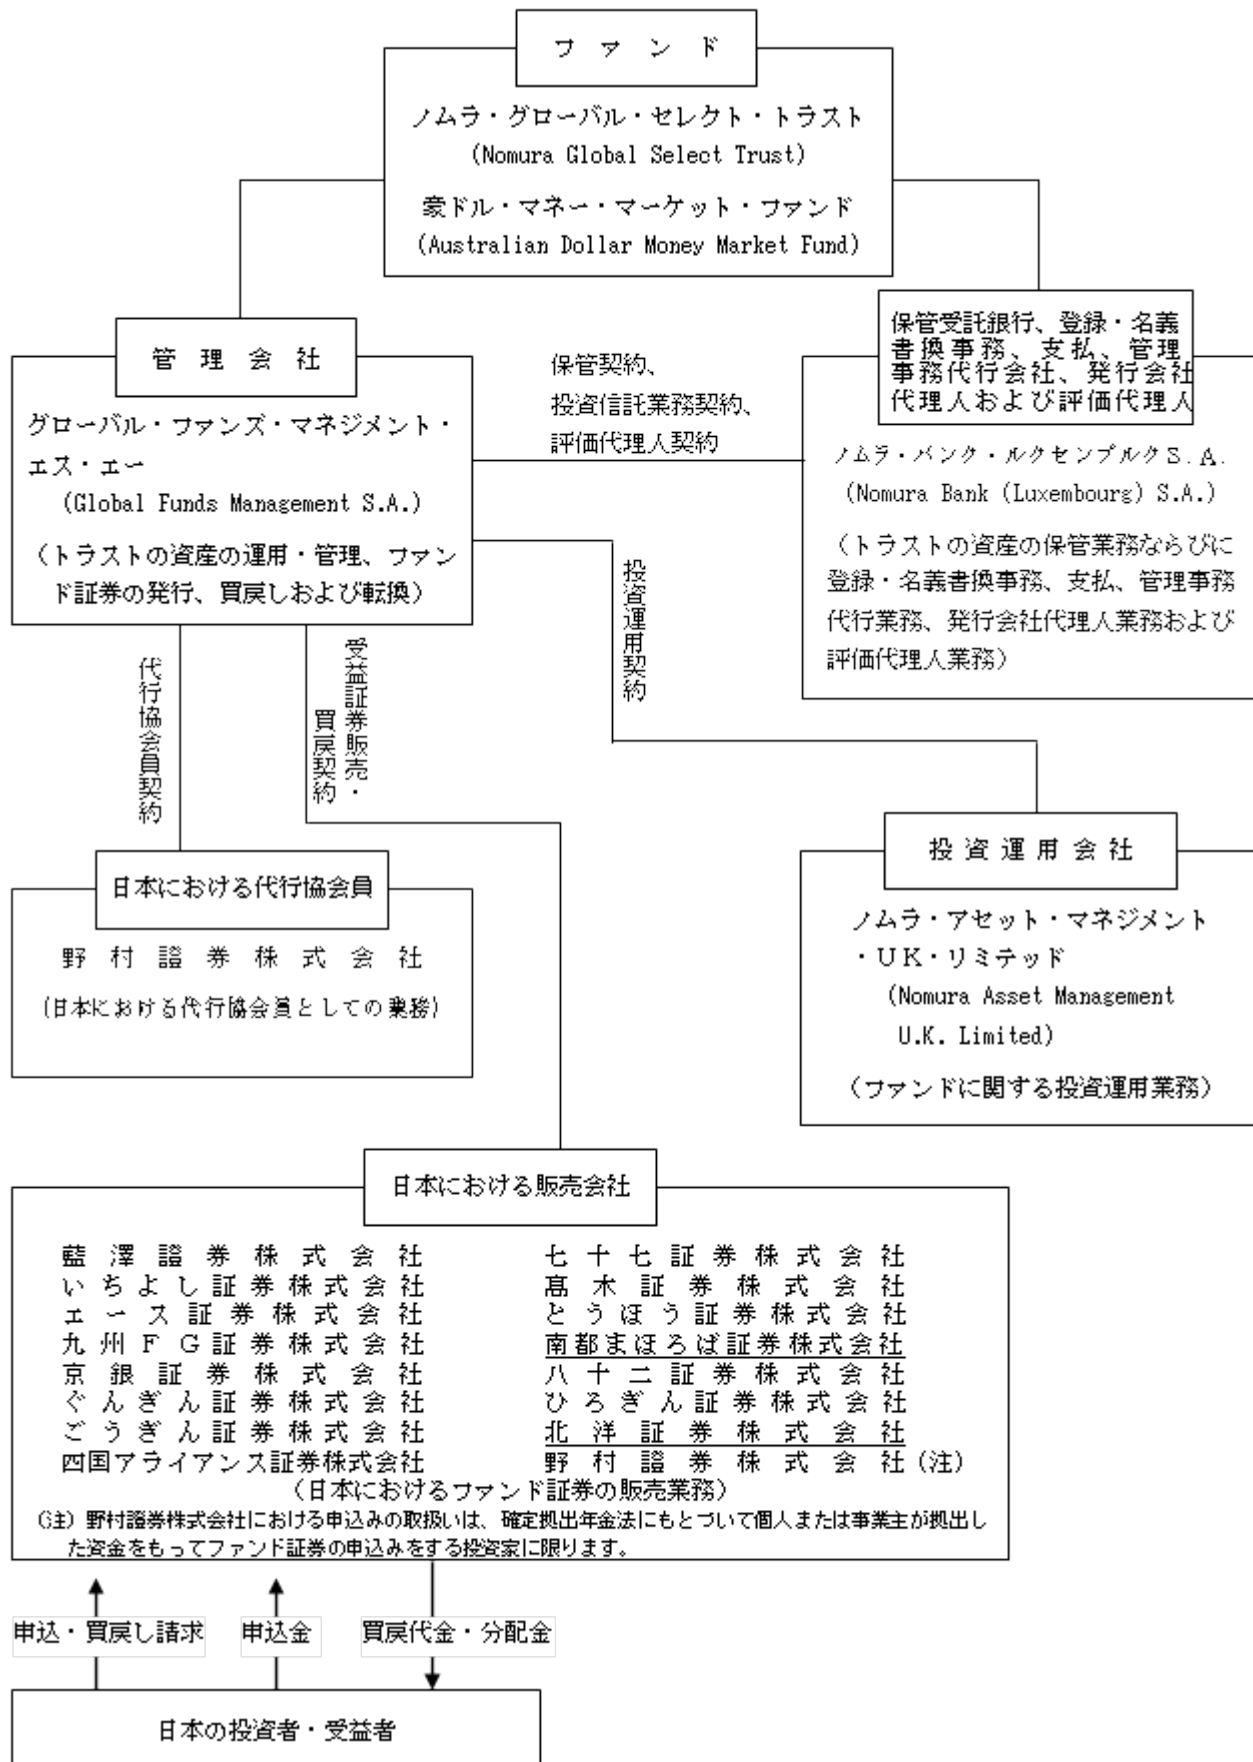 ファンド
ノムラ・グローバル・セレクト・トラスト
(Nomura Global Select Trust)
豪ドル・マネー・マーケット・ファンド
(Australian Dollar Money Market Fund)
管理会社
グローバル・ファンズ・マネジメント・
エス・エー
(Global Funds Management S.A.)
(トラストの資産の運用・管理、ファン
ド証券の発行、買戻しおよび転換)
保管契約、
投資信託業務契約、
評価代理人契約
保管受託銀行、登録・名義
書換事務、支払、管理
事務代行会社、発行会社
代理人および評価代理人
ノムラ・バンク・ルクセンブルクS.A.
(Nomura Bank (Luxembourg) S.A.)
(トラストの資産の保管業務ならびに
登録・名義書換事務、支払、管理事務
代行業務、発行会社代理人業務および
評価代理人業務)
代行協会員契約
受益証券販売・
買戻契約
投資運用契約
日本における代行協会員
野村證券株式会社
(日本における代行協会員としての業務)
投資運用会社
ノムラ・アセット・マネジメント
・UK・リミテッド
(Nomura Asset Management
U.K. Limited)
(ファンドに関する投資運用業務)
日本における販売会社
藍澤證券株式会社
いちよし証券株式会社
エース証券株式会社
九州FG証券株式会社
京銀証券株式会社
ぐんぎん証券株式会社
ごうぎん証券株式会社
四国アライアンス証券株式会社
七十七証券株式会社
髙木証券株式会社
とうほう証券株式会社
南都まほろば証券株式会社
八十二証券株式会社
ひろぎん証券株式会社
北洋証券株式会社
野村證券株式会社(注)
(日本におけるファンド証券の販売業務)
(注) 野村證券株式会社における申込みの取扱いは、確定拠出年金法にもとづいて個人または事業主が拠出し
た資金をもってファンド証券の申込みをする投資家に限ります。
申込・買戻し請求
申込金
買戻代金・分配金
日本の投資者・受益者